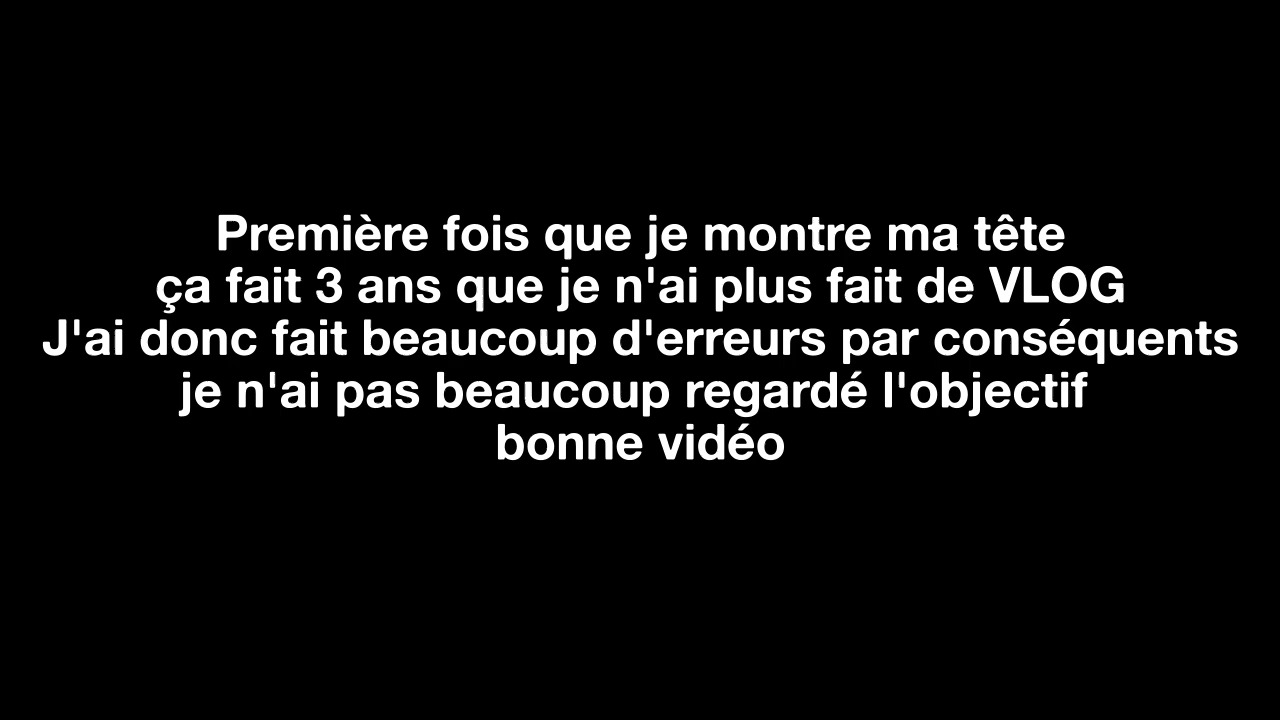 Première fois que je montre ma tête
ça fait 3 ans que je n'ai plus fait de VLOG
J'ai donc fait beaucoup d'erreurs par conséquents
je n'ai pas beaucoup regardé l'objectif
bonne vidéo